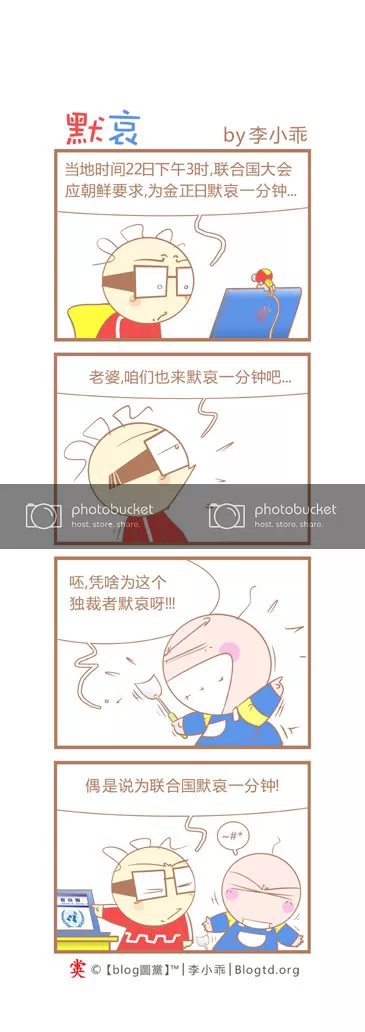 默哀
by 李小乖
当地时间22日下午3时,联合国大会
应朝鲜要求,为金正日默哀一分钟...
老婆,咱们也来默哀一分钟吧...
photobucket
host. store. share.
photobucket
host. store. share.
呸,凭啥为这个
独裁者默哀呀!!!
偶是说为联合国默哀一分钟!
~#*
©【blog圖黨】™|李小乖|Blogtd.org